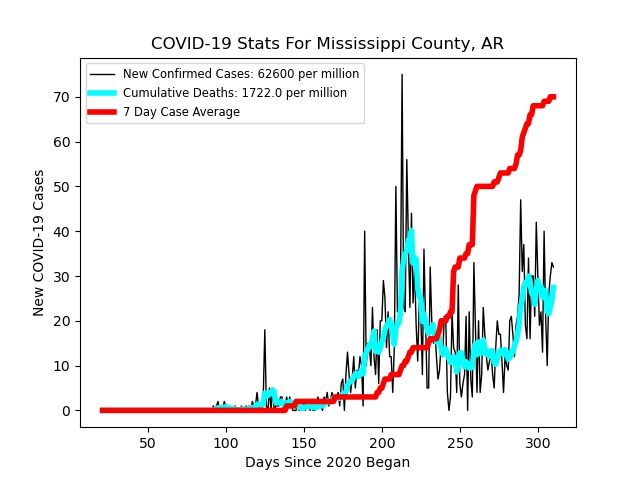 COVID-19 Stats For Mississippi County, AR
New Confirmed Cases: 62600 per million
Cumulative Deaths: 1722.0 per million
7 Day Case Average
70
60
50
40
30
20
10
0
New COVID-19 Cases
50 100 150 200 250 300
Days Since 2020 Began